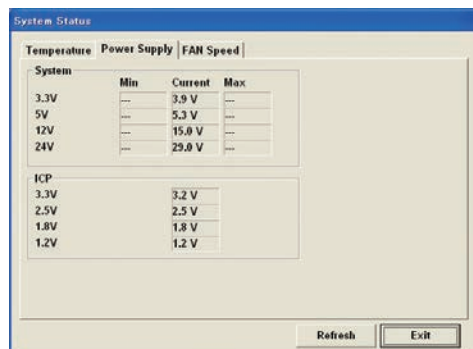 System Status
Temperature Power Supply FAN Speed
System
Min Current Max
3.3V --- 3.9 V ---
5V --- 5.3 V ---
12V --- 15.0 V ---
24V --- 29.0 V ---
ICP
3.3V 3.2 V
2.5V 2.5 V
1.8V 1.8 V
1.2V 1.2 V
Refresh Exit